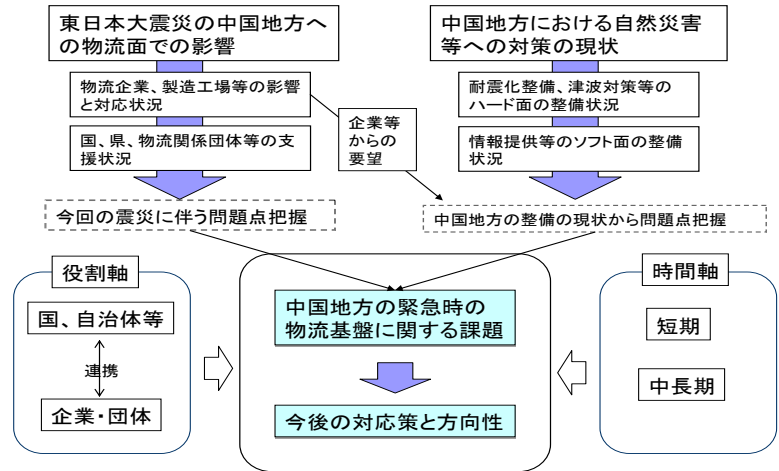 東日本大震災の中国地方へ
の物流面での影響
物流企業、製造工場等の影響
と対応状況
国、県、物流関係団体等の支
援状況
今回の震災に伴う問題点把握
企業等
からの
要望
中国地方における自然災害
等への対策の現状
耐震化整備、津波対策等の
ハード面の整備状況
情報提供等のソフト面の整備
状況
中国地方の整備の現状から問題点把握
役割軸
国、自治体等
連携
企業・団体
中国地方の緊急時の
物流基盤に関する課題
今後の対応策と方向性
時間軸
短期
中長期